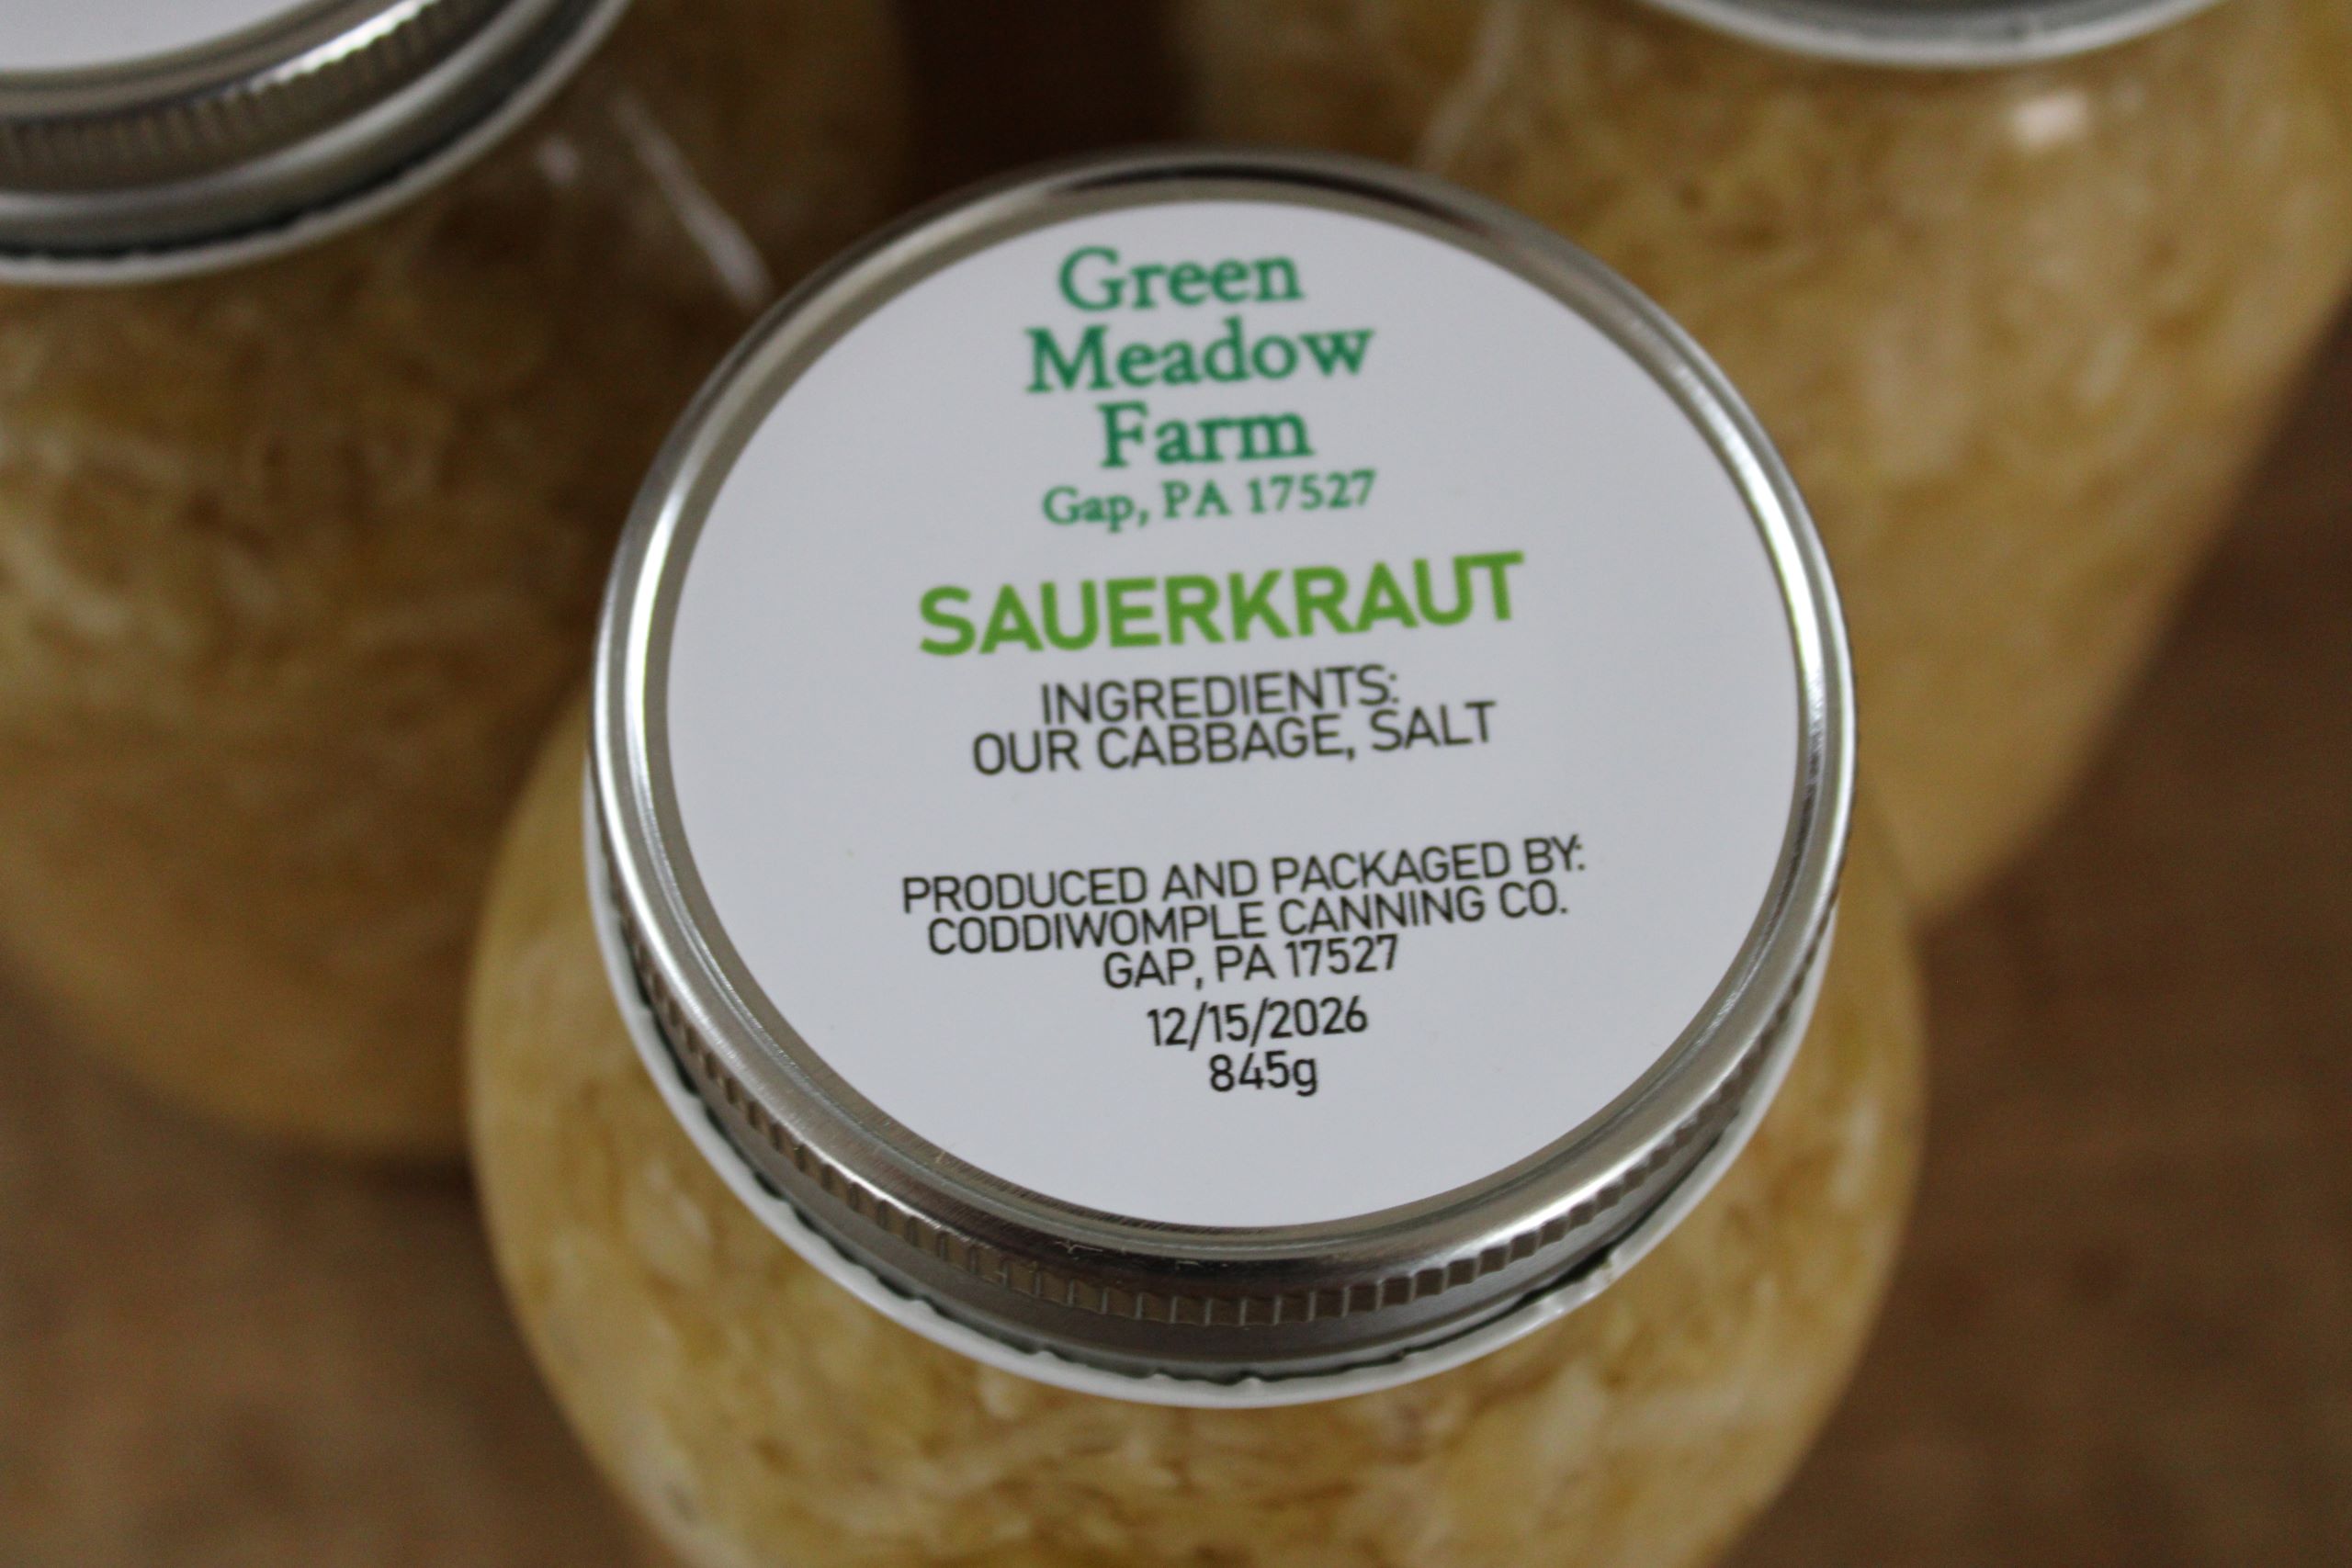 Green
Meadow
Farm
Gap, PA 17527
SAUERKRAUT
INGREDIENTS:
OUR CABBAGE, SALT
PRODUCED AND PACKAGED BY:
CODDIWOMPLE CANNING CO.
GAP, PA 17527
12/15/2026
845g